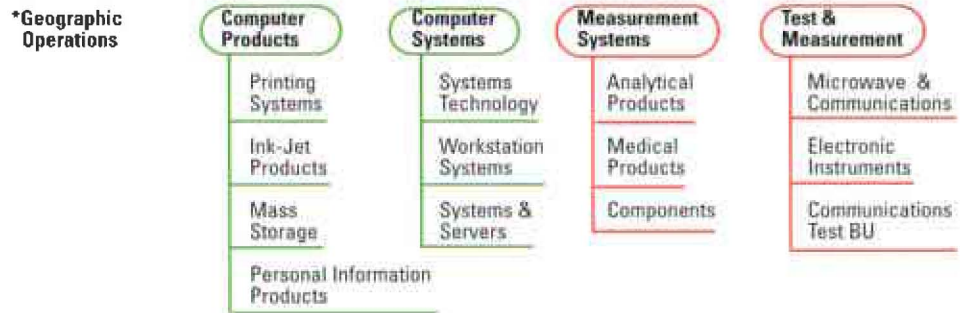 *Geographic
Operations
Computer
Products
Printing
Systems
Ink-Jet
Products
Mass
Storage
Personal Information
Products
Computer
Systems
Systems
Technology
Workstation
Systems
Systems &
Servers
Measurement
Systems
Analytical
Products
Medical
Products
Components
Test &
Measurement
Microwave &
Communications
Electronic
Instruments
Communications
Test BU